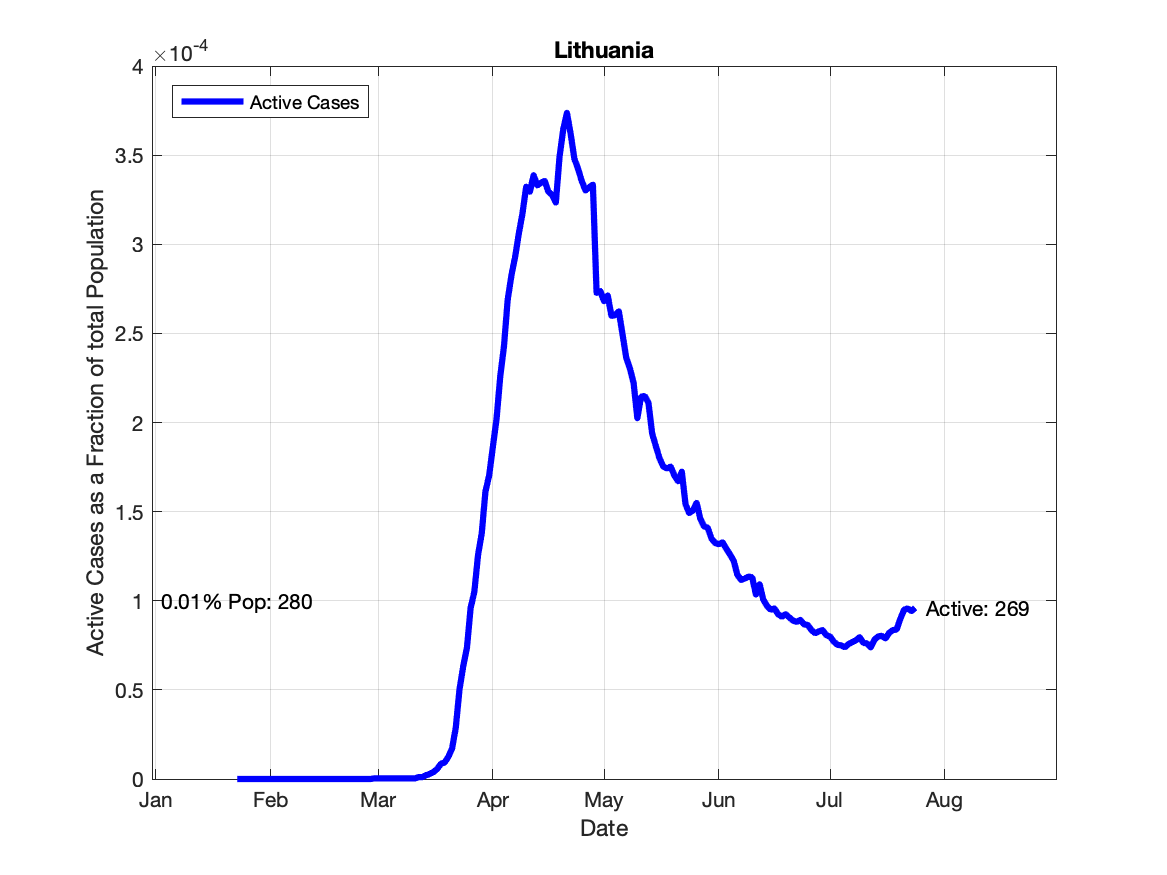 Lithuania
×10⁻⁴
Active Cases
4
3.5
3
2.5
2
1.5
1
0.5
0
Active Cases as a Fraction of total Population
0.01% Pop: 280
Active: 269
Jan Feb Mar Apr May Jun Jul Aug
Date